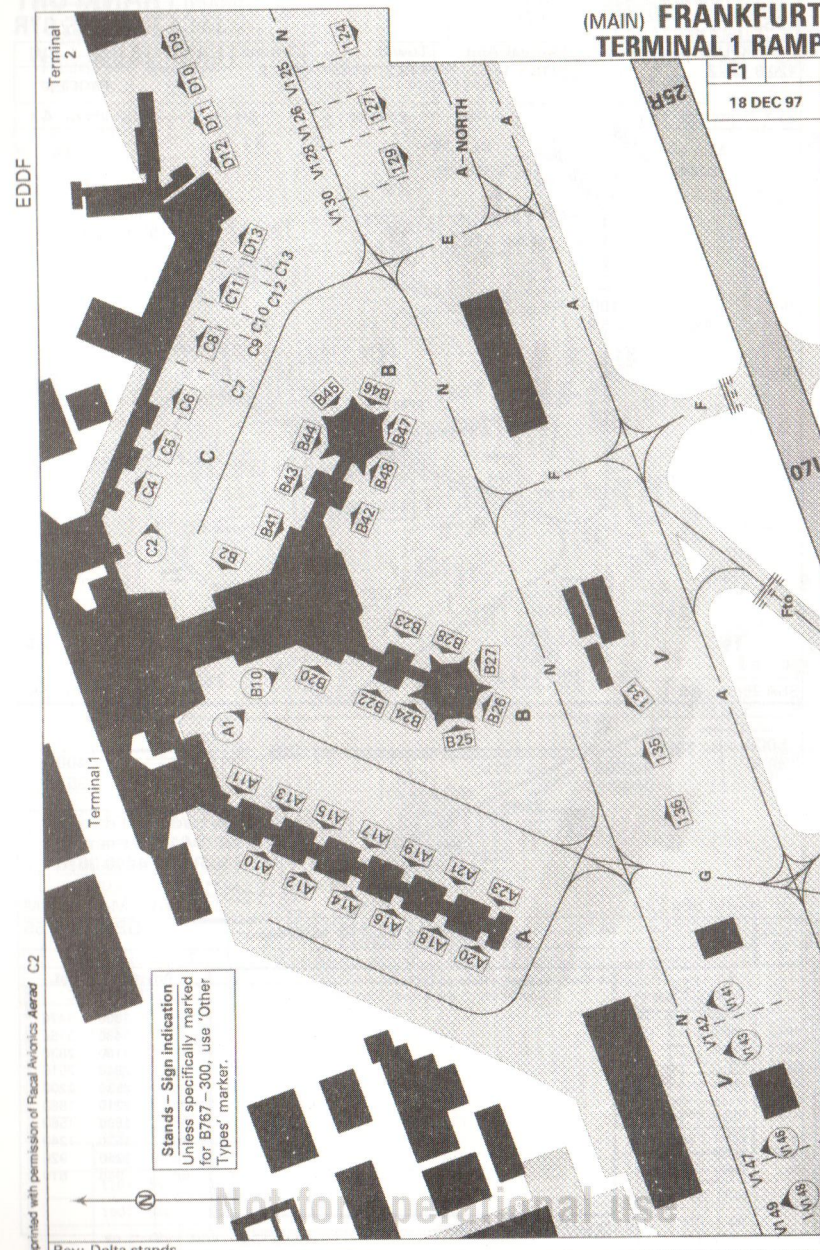 (MAIN) FRANKFURT
TERMINAL 1 RAMP
F1
18 DEC 97
EDDF
Terminal
2
D9
D10
D11
D12
N
V125
V126
V128
V130
124
127
129
A-NORTH
A
25R
D13
C13
C12
C11
C10
C9
C8
C7
C6
C5
C4
C2
C
E
A
N
B
B46
B45
B44
B43
B41
B2
B47
B48
B42
F
F
07L
Fto
B23
B28
B27
B26
B25
B24
B22
B20
B10
B
N
V
134
135
136
A
G
A1
Terminal 1
A11
A13
A15
A17
A19
A21
A23
A10
A12
A14
A16
A18
A20
A
Stands – Sign indication
Unless specifically marked
for B767 – 300, use 'Other
Types' marker.
N
V141
V142
V143
V
V146
V147
V148
V149
N
printed with permission of Racal Avionics Aerad C2
Not for operational use